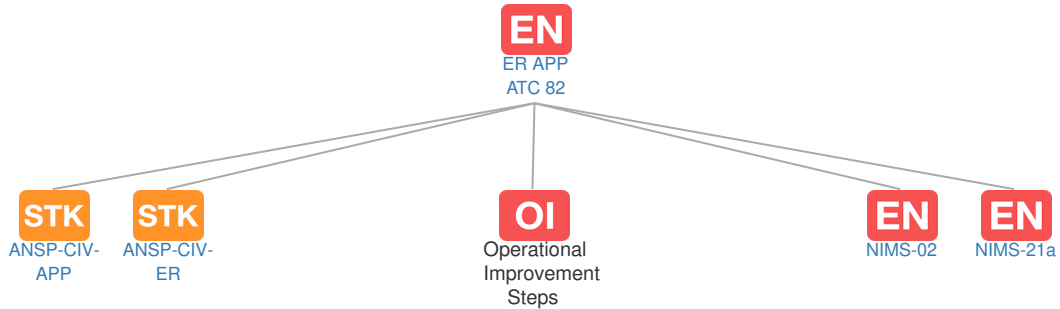 EN
ER APP
ATC 82
STK
ANSP-CIV-
APP
STK
ANSP-CIV-
ER
OI
Operational
Improvement
Steps
EN
NIMS-02
EN
NIMS-21a